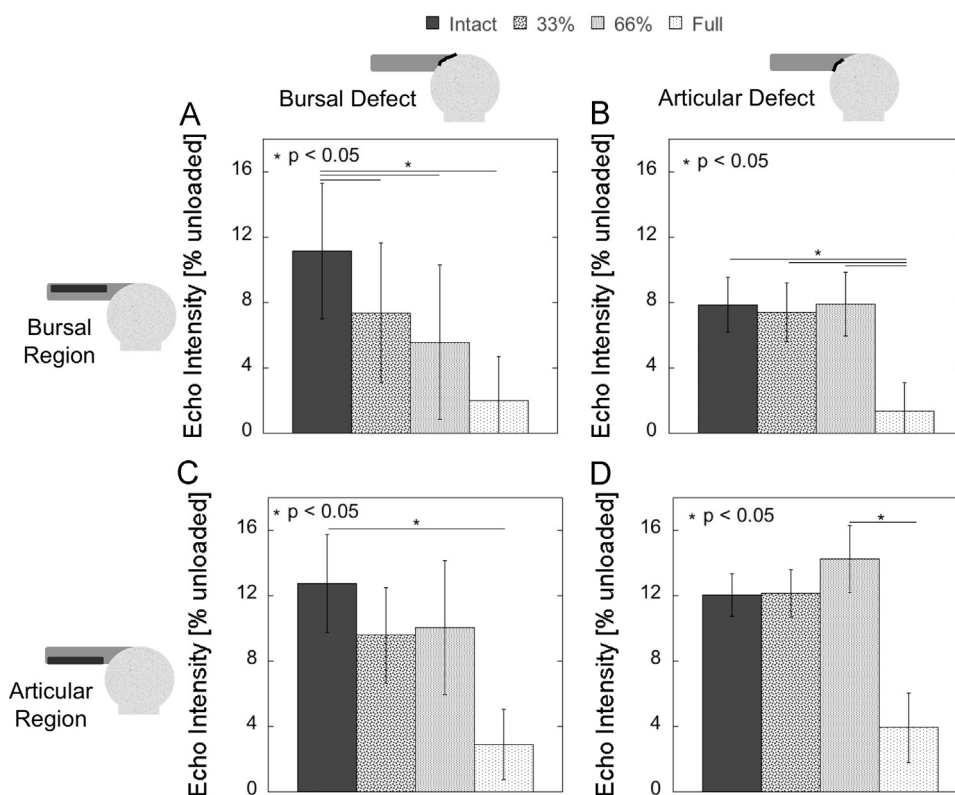 Intact 33% 66% Full
Bursal Defect
Articular Defect
A
B
Echo Intensity [% unloaded]
16
12
8
4
0
* p < 0.05
*
Echo Intensity [% unloaded]
16
12
8
4
0
* p < 0.05
*
Bursal
Region
C
D
Echo Intensity [% unloaded]
16
12
8
4
0
* p < 0.05
*
Echo Intensity [% unloaded]
16
12
8
4
0
* p < 0.05
*
Articular
Region